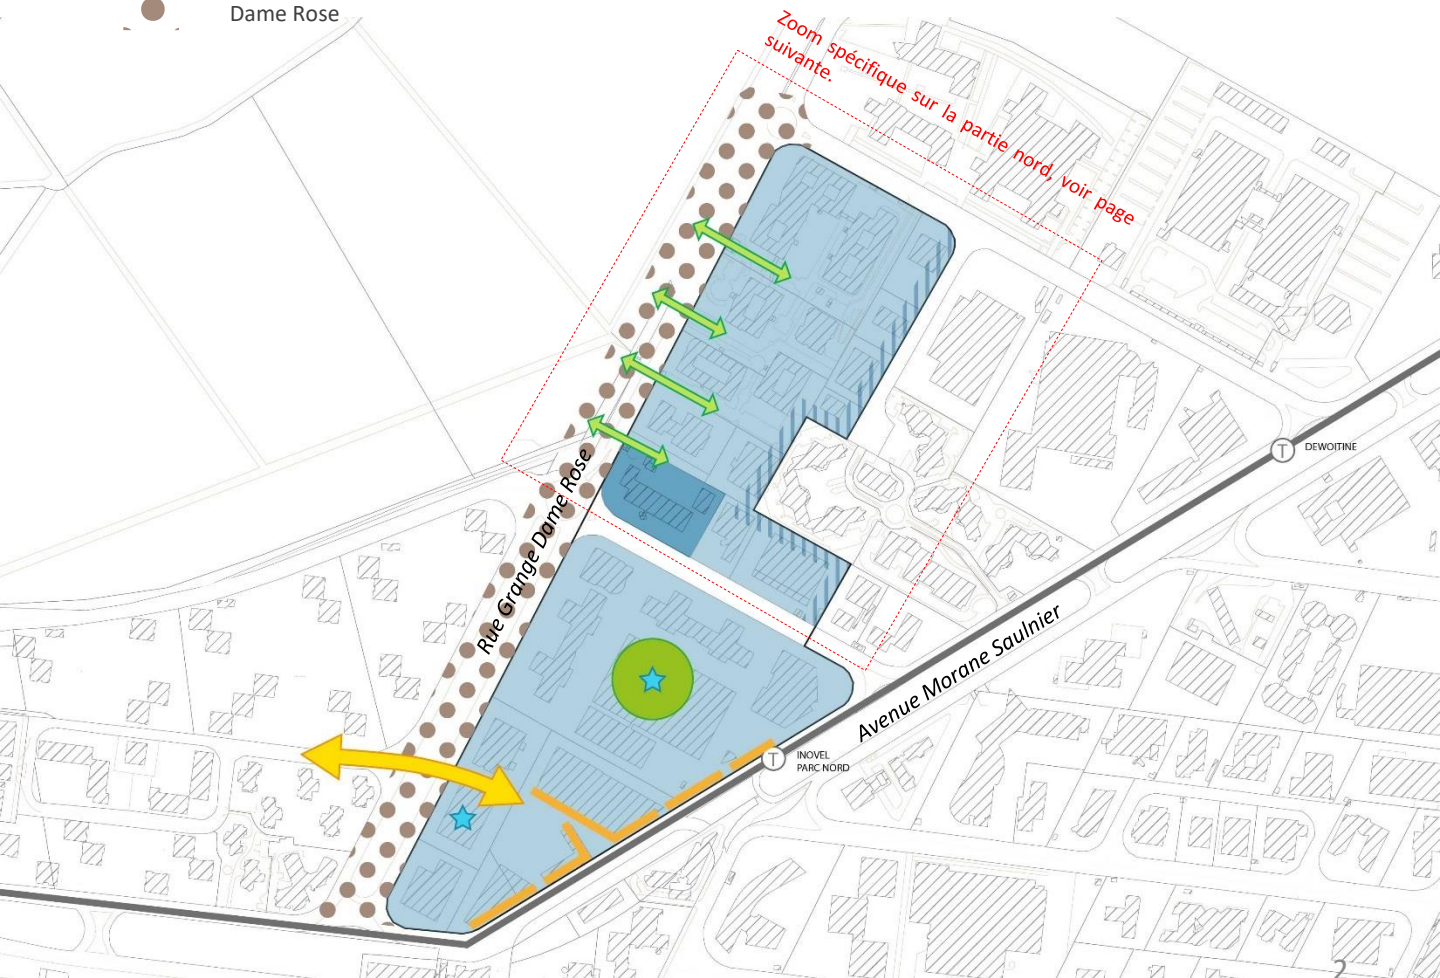 Dame Rose
Zoom spécifique sur la partie nord, voir page
suivante.
Rue Grange Dame Rose
T
DEWOITINE
Avenue Morane Saulnier
T
INOVEL
PARC NORD
2